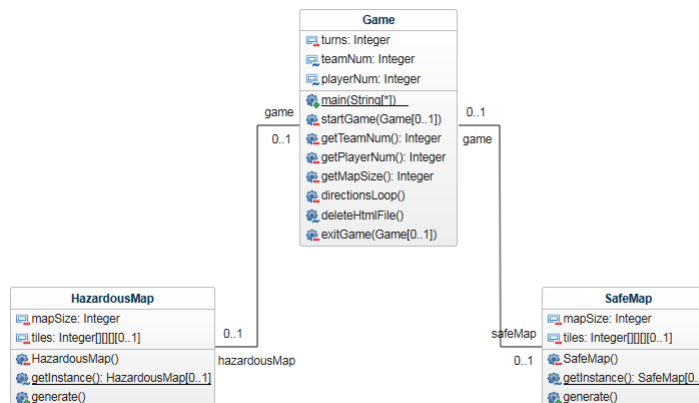 Game
turns: Integer
teamNum: Integer
playerNum: Integer
main(String[*])
startGame(Game[0..1])
getTeamNum(): Integer
getPlayerNum(): Integer
getMapSize(): Integer
directionsLoop()
deleteHtmlFile()
exitGame(Game[0..1])
game
0..1
0..1
game
HazardousMap
mapSize: Integer
tiles: Integer[][][][0..1]
HazardousMap()
getInstance(): HazardousMap[0..1]
generate()
0..1
hazardousMap
safeMap
0..1
SafeMap
mapSize: Integer
tiles: Integer[][][][0..1]
SafeMap()
getInstance(): SafeMap[0..
generate()